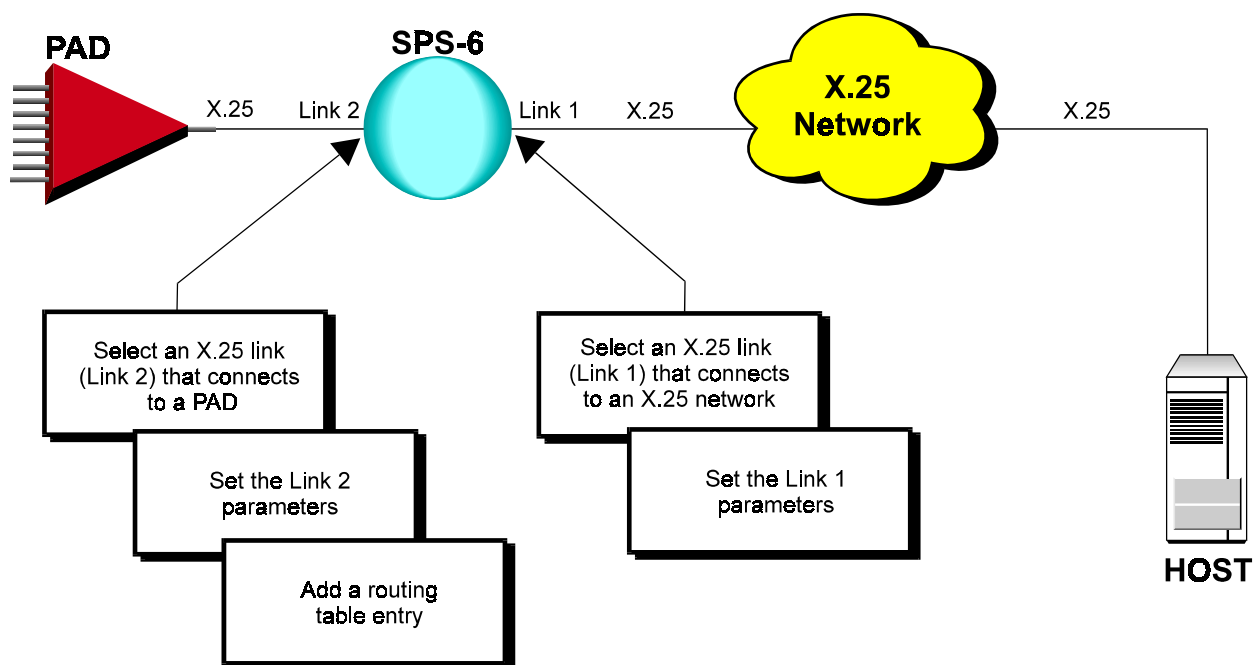 PAD
SPS-6
X.25
Link 2
Link 1
X.25
X.25
Network
X.25
Select an X.25 link
(Link 2) that connects
to a PAD
Set the Link 2
parameters
Add a routing
table entry
Select an X.25 link
(Link 1) that connects
to an X.25 network
Set the Link 1
parameters
HOST